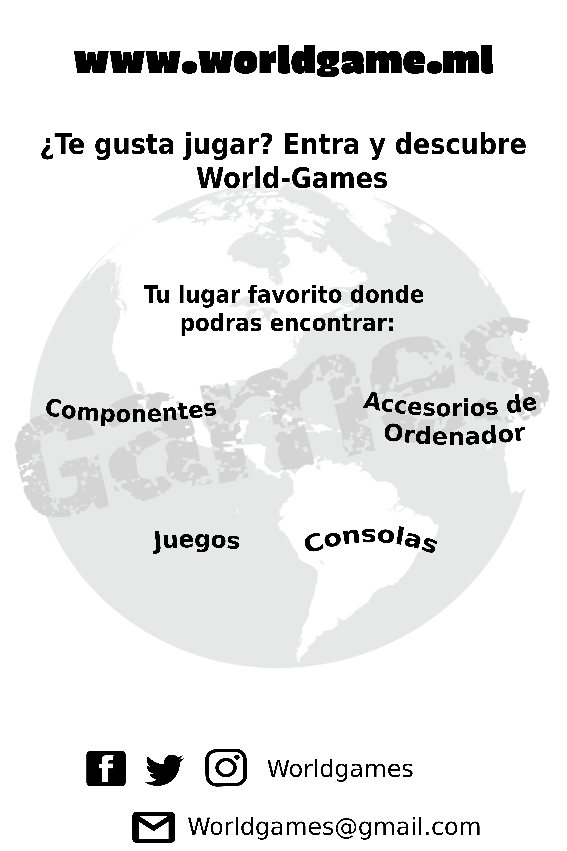 www.worldgame.ml
¿Te gusta jugar? Entra y descubre
World-Games
Tu lugar favorito donde
podras encontrar:
Games
Componentes
Accesorios de
Ordenador
Juegos
Consolas
Worldgames
Worldgames@gmail.com